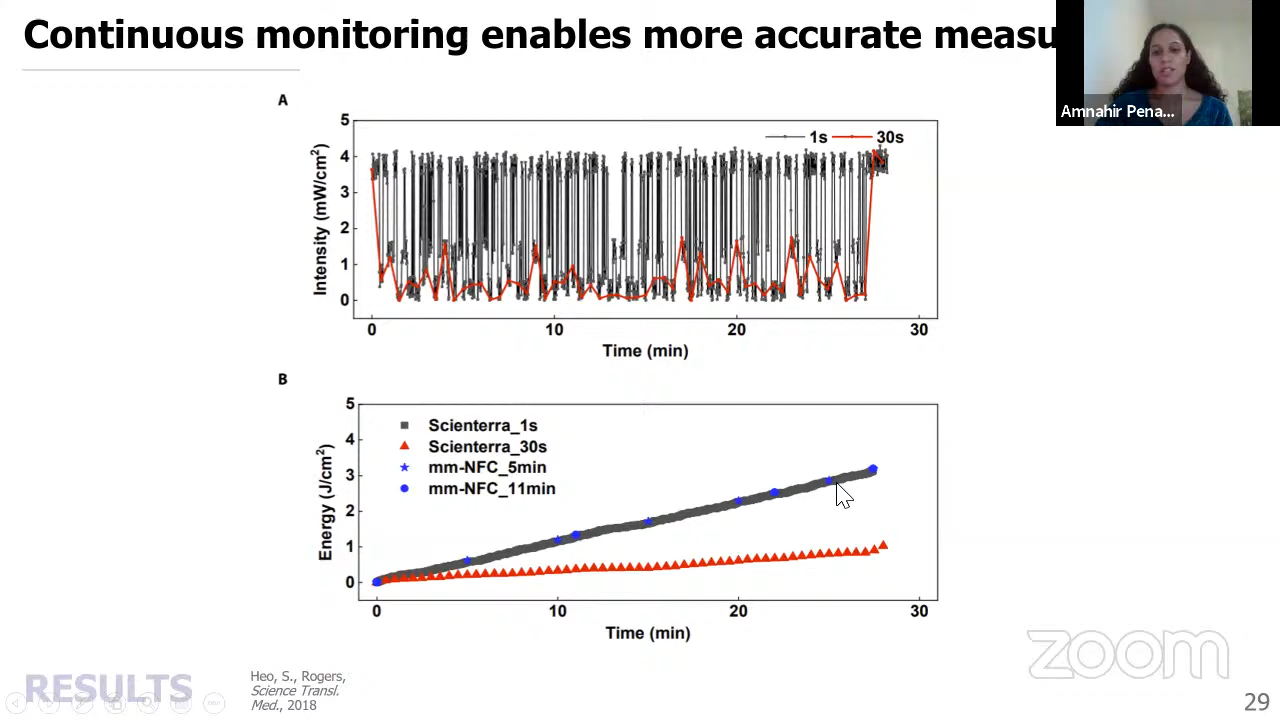 Continuous monitoring enables more accurate measu
Amnahir Pena...
A
5
4
3
2
1
0
Intensity (mW/cm²)
1s
30s
0
10
20
30
Time (min)
B
5
4
3
2
1
0
Energy (J/cm²)
Scienterra_1s
Scienterra_30s
mm-NFC_5min
mm-NFC_11min
0
10
20
30
Time (min)
zoom
RESULTS
Heo, S., Rogers,
Science Transl.
Med., 2018
29